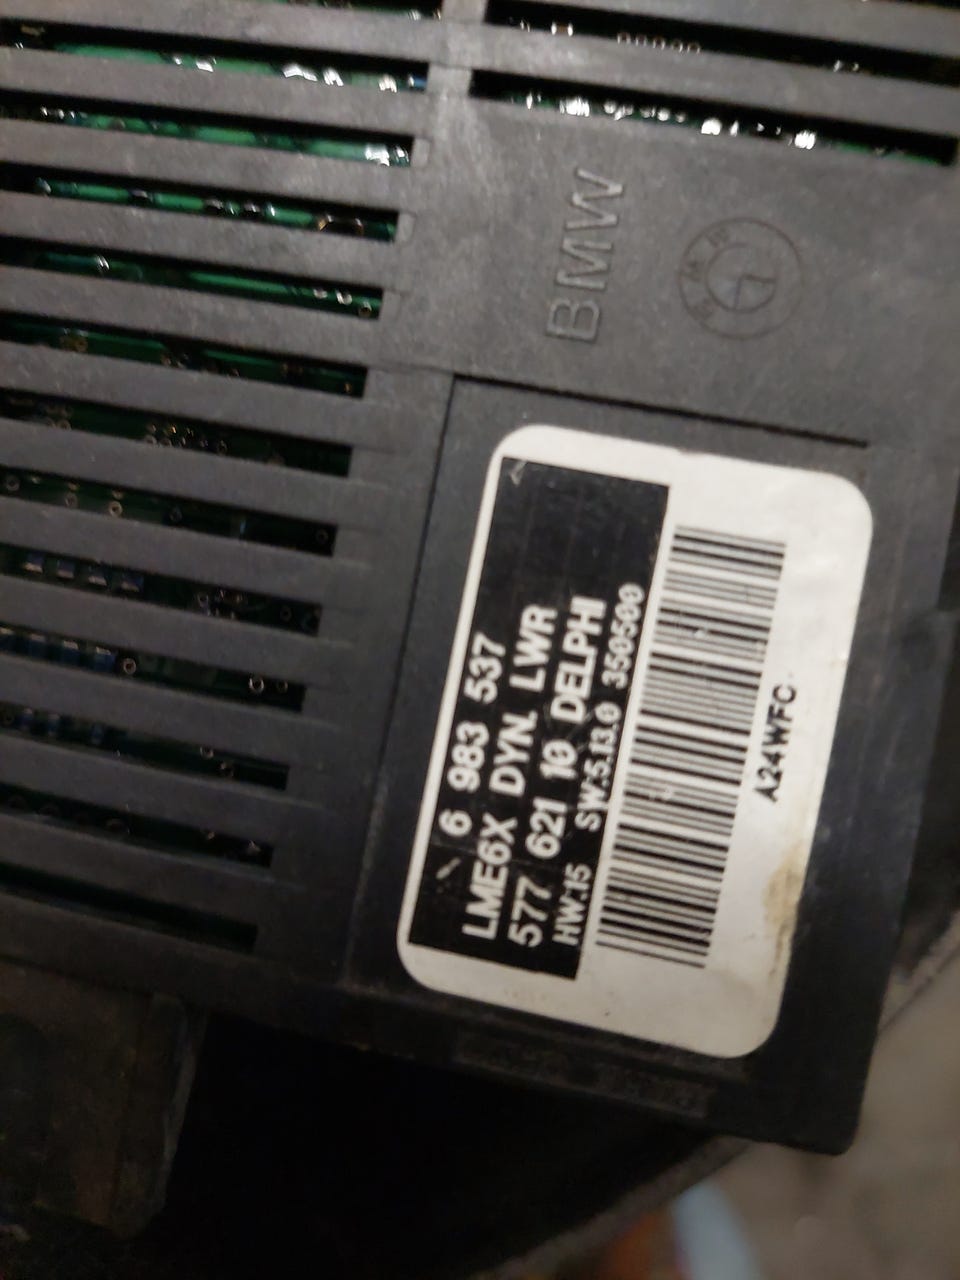 BMW
6 983 537
LME6X DYN. LWR
577 621 10 DELPHI
HW:15 SW:5.13.0 350500
A24WFC